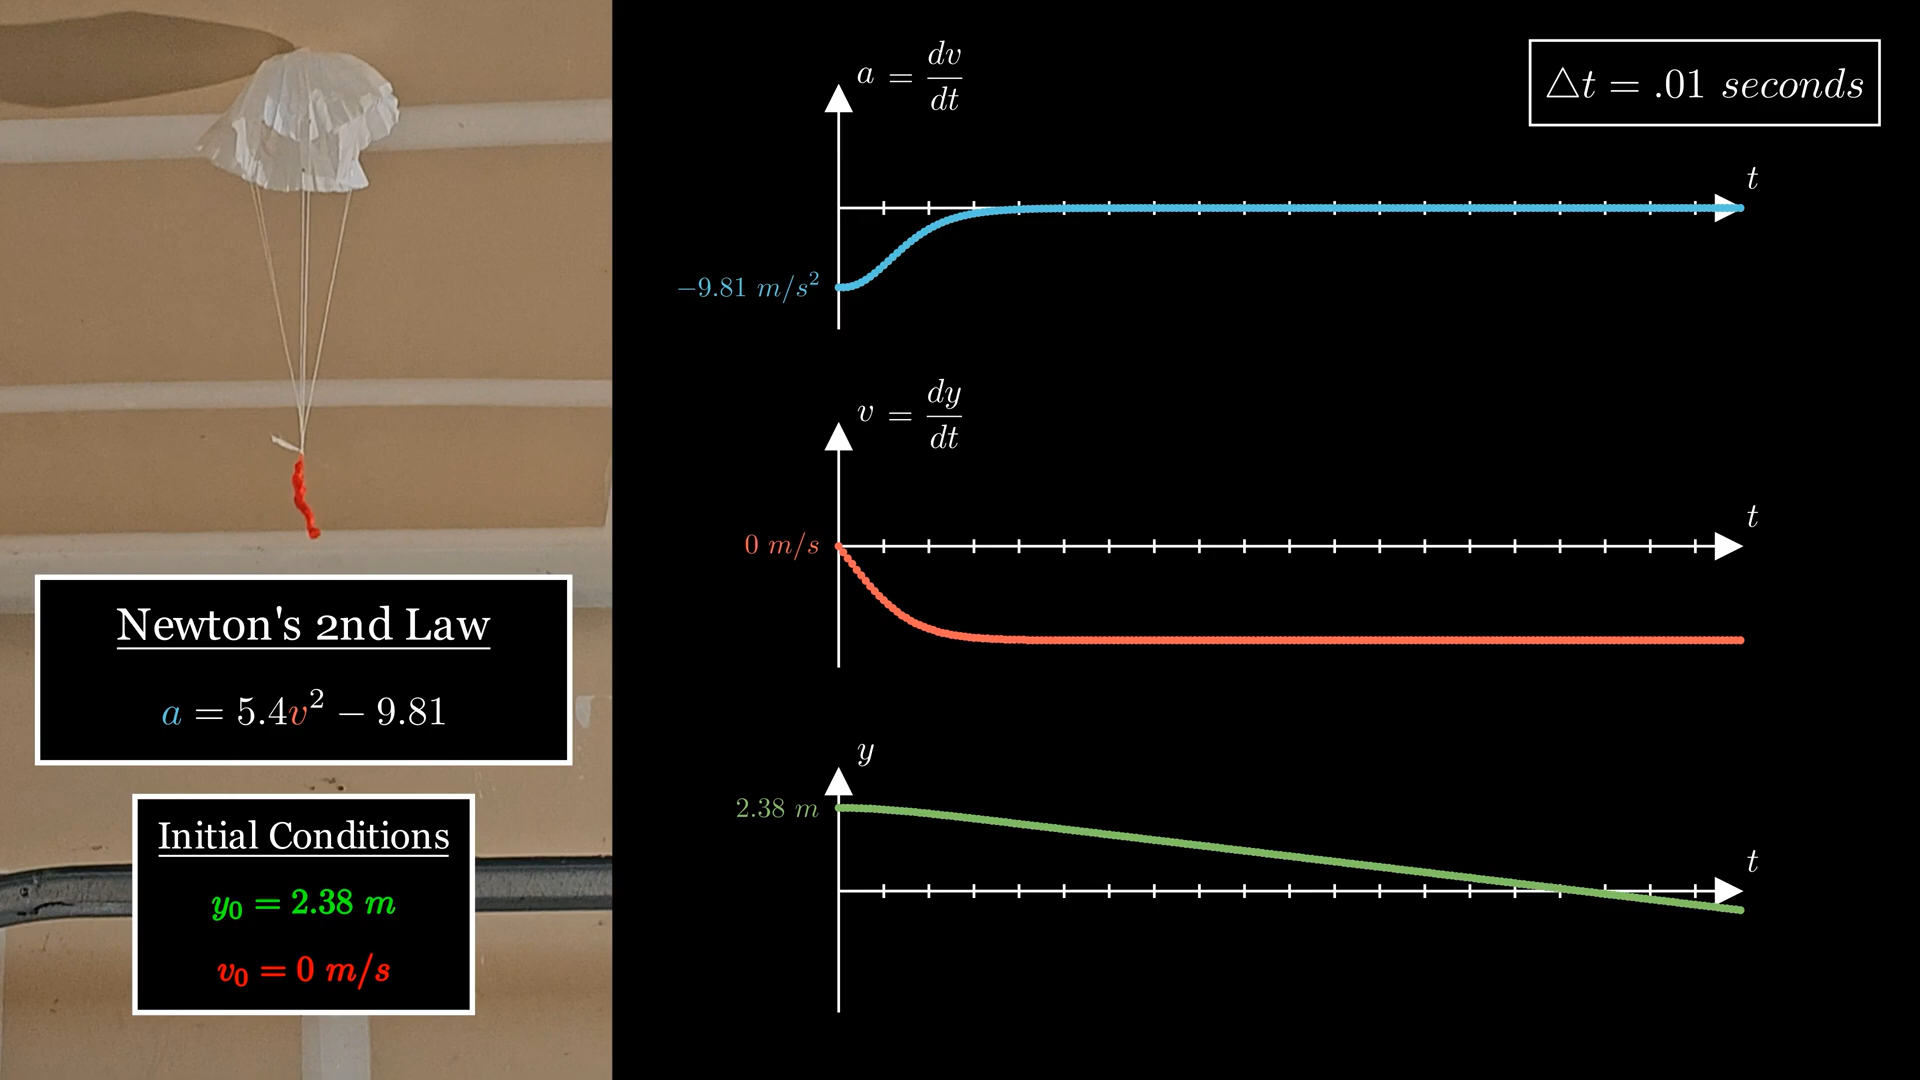 Newton's 2nd Law
a = 5.4v² − 9.81
Initial Conditions
y₀ = 2.38 m
v₀ = 0 m/s
△t = .01 seconds
a = dv/dt
t
−9.81 m/s²
v = dy/dt
t
0 m/s
y
2.38 m
t